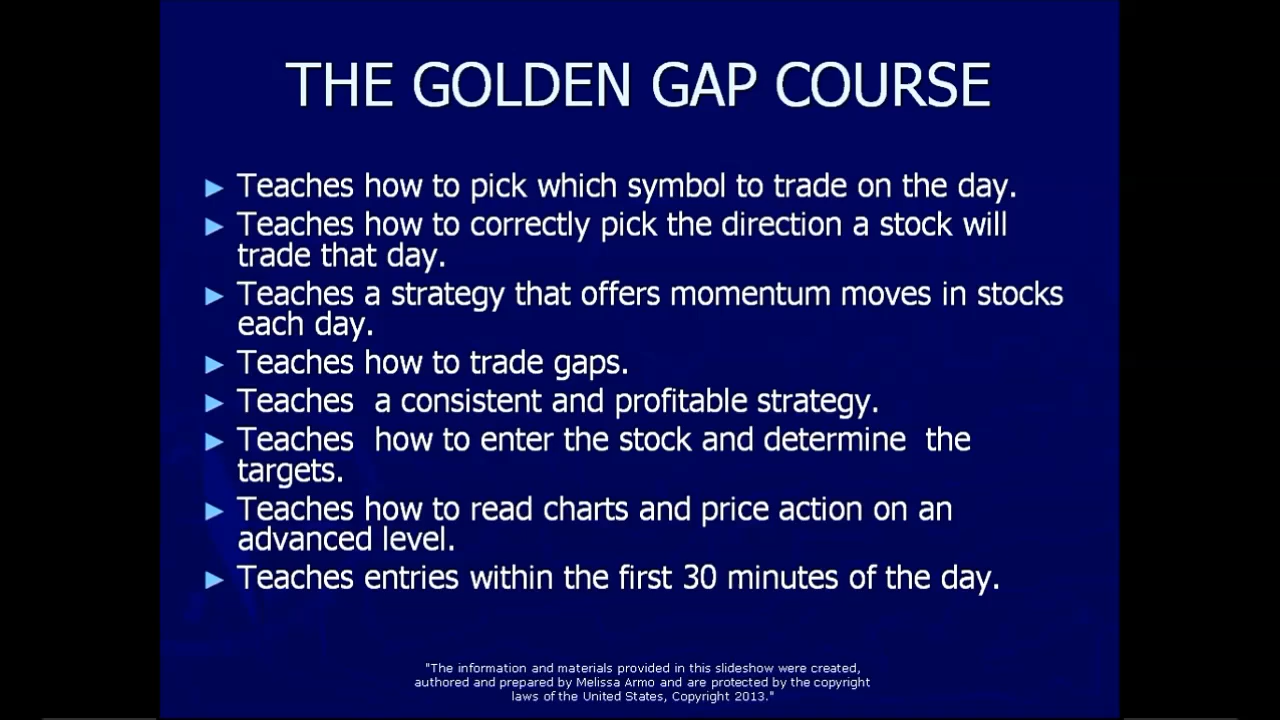 THE GOLDEN GAP COURSE
► Teaches how to pick which symbol to trade on the day.
► Teaches how to correctly pick the direction a stock will
trade that day.
► Teaches a strategy that offers momentum moves in stocks
each day.
► Teaches how to trade gaps.
► Teaches  a consistent and profitable strategy.
► Teaches  how to enter the stock and determine  the
targets.
► Teaches how to read charts and price action on an
advanced level.
► Teaches entries within the first 30 minutes of the day.
"The information and materials provided in this slideshow were created,
authored and prepared by Melissa Armo and are protected by the copyright
laws of the United States, Copyright 2013."